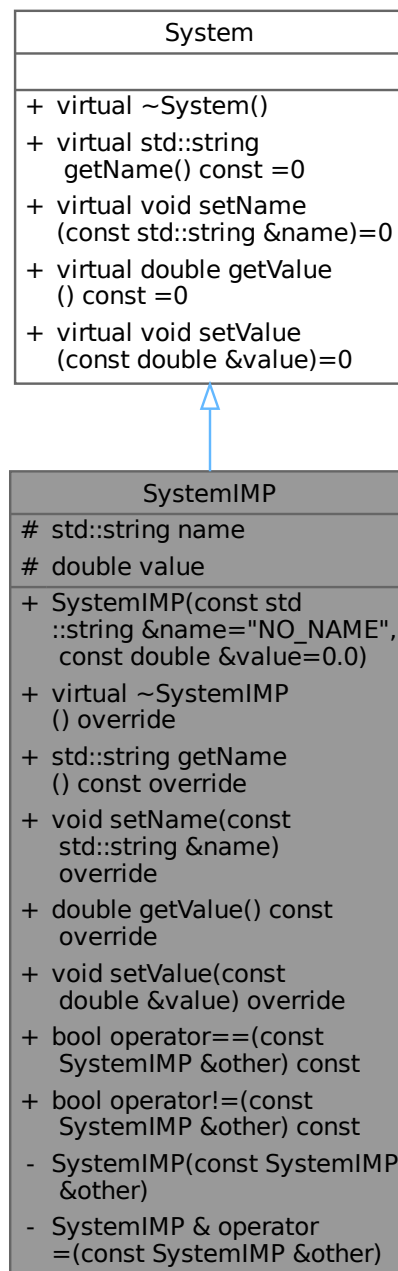 System
+ virtual ~System()
+ virtual std::string
getName() const =0
+ virtual void setName
(const std::string &name)=0
+ virtual double getValue
() const =0
+ virtual void setValue
(const double &value)=0
SystemIMP
# std::string name
# double value
+ SystemIMP(const std
::string &name="NO_NAME",
const double &value=0.0)
+ virtual ~SystemIMP
() override
+ std::string getName
() const override
+ void setName(const
std::string &name)
override
+ double getValue() const
override
+ void setValue(const
double &value) override
+ bool operator==(const
SystemIMP &other) const
+ bool operator!=(const
SystemIMP &other) const
- SystemIMP(const SystemIMP
&other)
- SystemIMP & operator
=(const SystemIMP &other)